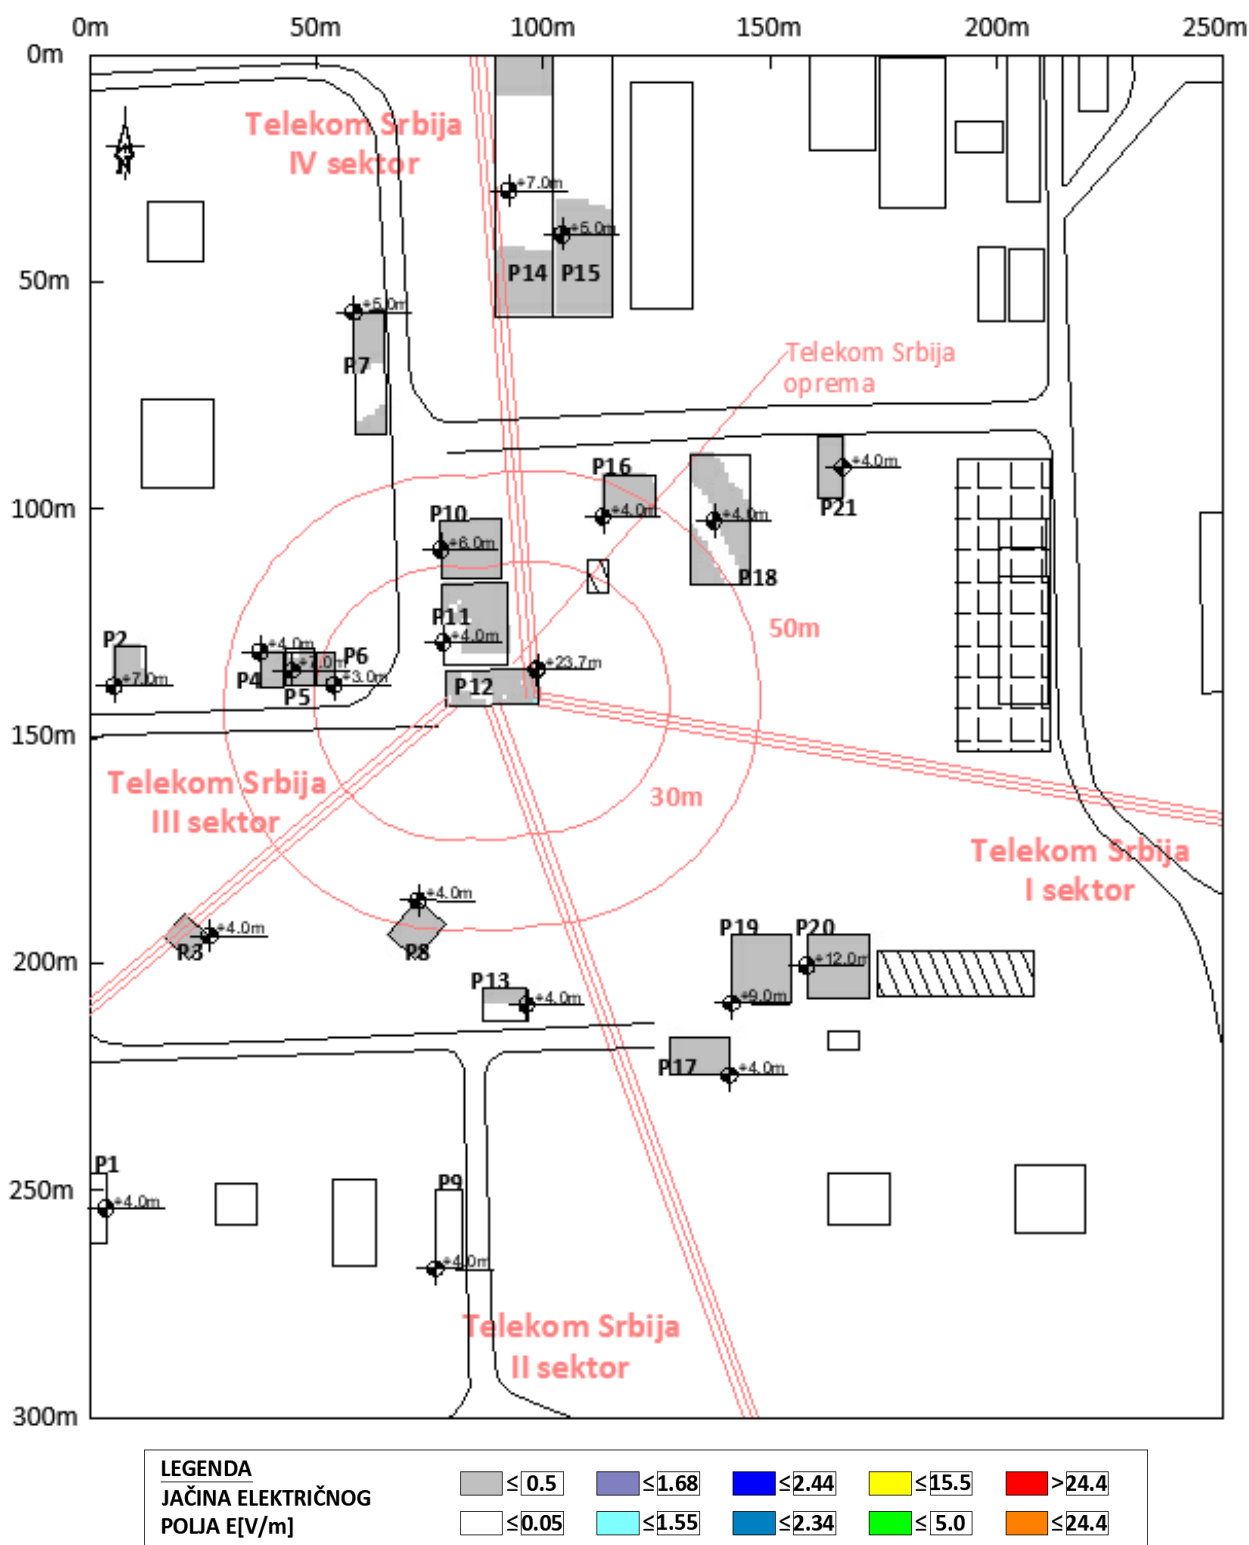 0m 50m 100m 150m 200m 250m
0m
Telekom Srbija
IV sektor
+7.0m
+5.0m
P14 P15
50m
+5.0m
P7
Telekom Srbija
oprema
P16
+4.0m
P21
100m
+4.0m
+4.0m
P10
+6.0m
P18
P11
+4.0m
50m
P2
+7.0m
+4.0m
P4
+7.0m
P5
P6
+3.0m
+23.7m
P12
150m
Telekom Srbija
III sektor
30m
Telekom Srbija
I sektor
+4.0m
P3
+4.0m
P8
P19 P20
+12.0m
+9.0m
200m
P13
+4.0m
P17
+4.0m
P1
+4.0m
250m
P9
+4.0m
Telekom Srbija
II sektor
300m
LEGENDA
JAČINA ELEKTRIČNOG
POLJA E[V/m]
≤ 0.5 ≤1.68 ≤2.44 ≤15.5 >24.4
≤0.05 ≤1.55 ≤2.34 ≤ 5.0 ≤24.4